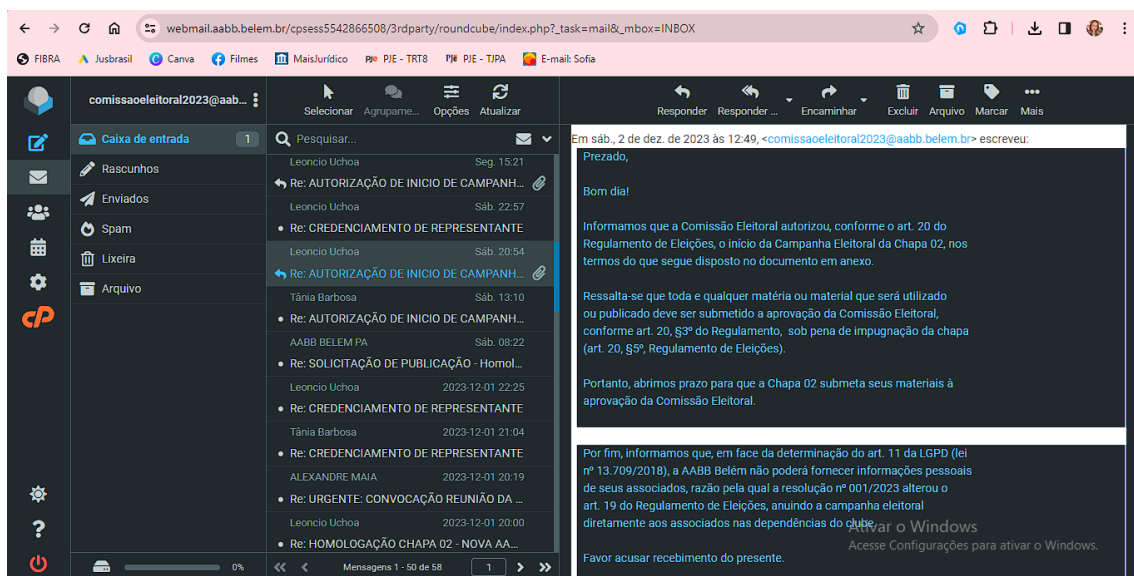 webmail.aabb.belem.br/cpsess5542866508/3rdparty/roundcube/index.php?_task=mail&_mbox=INBOX
FIBRA Jusbrasil Canva Filmes MaisJurídico PJe PJE - TRT8 PJE PJE - TJPA E-mail: Sofia
comissaoeleitoral2023@aab...
Selecionar Agrupame... Opções Atualizar
Responder Responder ... Encaminhar Excluir Arquivo Marcar Mais
Caixa de entrada 1
Rascunhos
Enviados
Spam
Lixeira
Arquivo
0%
Pesquisar...
Leoncio Uchoa Seg. 15:21
Re: AUTORIZAÇÃO DE INICIO DE CAMPANH...
Leoncio Uchoa Sáb. 22:57
Re: CREDENCIAMENTO DE REPRESENTANTE
Leoncio Uchoa Sáb. 20:54
Re: AUTORIZAÇÃO DE INICIO DE CAMPANH...
Tânia Barbosa Sáb. 13:10
Re: AUTORIZAÇÃO DE INICIO DE CAMPANH...
AABB BELEM PA Sáb. 08:22
Re: SOLICITAÇÃO DE PUBLICAÇÃO - Homol...
Leoncio Uchoa 2023-12-01 22:25
Re: CREDENCIAMENTO DE REPRESENTANTE
Tânia Barbosa 2023-12-01 21:04
Re: CREDENCIAMENTO DE REPRESENTANTE
ALEXANDRE MAIA 2023-12-01 20:19
Re: URGENTE: CONVOCAÇÃO REUNIÃO DA ...
Leoncio Uchoa 2023-12-01 20:00
Re: HOMOLOGAÇÃO CHAPA 02 - NOVA AA...
Mensagens 1 - 50 de 58 1
Em sáb., 2 de dez. de 2023 às 12:49, <comissaoeleitoral2023@aabb.belem.br> escreveu:
Prezado,
Bom dia!
Informamos que a Comissão Eleitoral autorizou, conforme o art. 20 do
Regulamento de Eleições, o início da Campanha Eleitoral da Chapa 02, nos
termos do que segue disposto no documento em anexo.
Ressalta-se que toda e qualquer matéria ou material que será utilizado
ou publicado deve ser submetido a aprovação da Comissão Eleitoral,
conforme art. 20, §3º do Regulamento, sob pena de impugnação da chapa
(art. 20, §5º, Regulamento de Eleições).
Portanto, abrimos prazo para que a Chapa 02 submeta seus materiais à
aprovação da Comissão Eleitoral.
Por fim, informamos que, em face da determinação do art. 11 da LGPD (lei
nº 13.709/2018), a AABB Belém não poderá fornecer informações pessoais
de seus associados, razão pela qual a resolução nº 001/2023 alterou o
art. 19 do Regulamento de Eleições, anuindo a campanha eleitoral
diretamente aos associados nas dependências do clube.
Favor acusar recebimento do presente.
Ativar o Windows
Acesse Configurações para ativar o Windows.